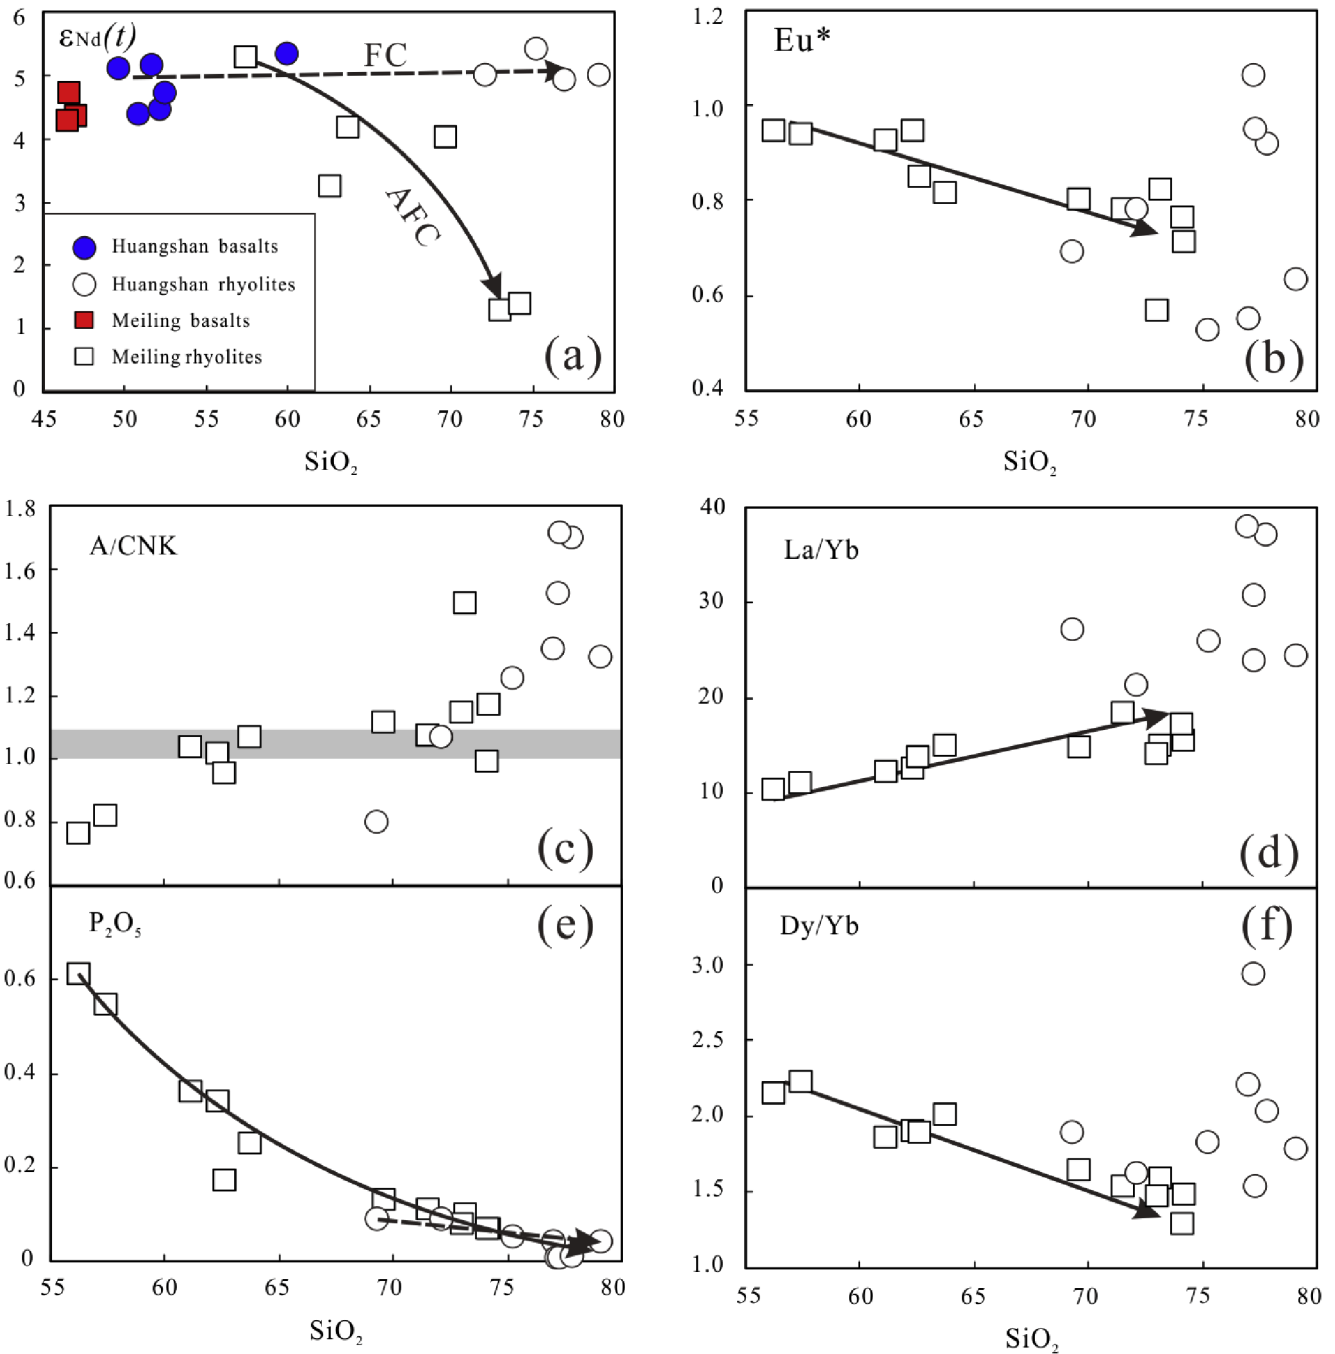 6
5
4
3
2
1
0
εNd(t)
FC
AFC
Huangshan basalts
Huangshan rhyolites
Meiling basalts
Meiling rhyolites
(a)
45 50 55 60 65 70 75 80
SiO₂
1.2
1.0
0.8
0.6
0.4
Eu*
(b)
55 60 65 70 75 80
SiO₂
1.8
1.6
1.4
1.2
1.0
0.8
0.6
A/CNK
(c)
40
30
20
10
0
La/Yb
(d)
0.6
0.4
0.2
0
P₂O₅
(e)
55 60 65 70 75 80
SiO₂
3.0
2.5
2.0
1.5
1.0
Dy/Yb
(f)
55 60 65 70 75 80
SiO₂